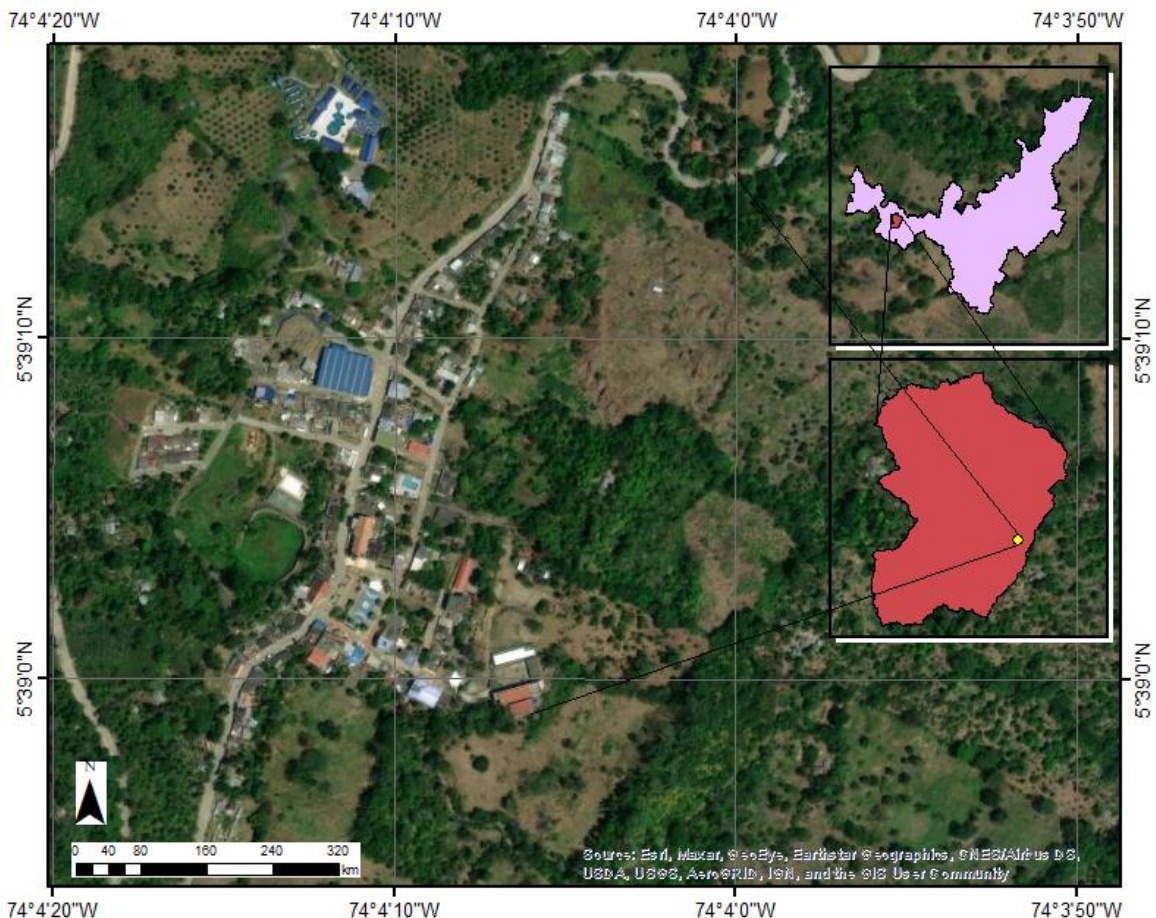 74°4'20"W 74°4'10"W 74°4'0"W 74°3'50"W
5°39'10"N 5°39'10"N
5°39'0"N 5°39'0"N
N
0 40 80 160 240 320
km
Source: Esri, Maxar, GeoEye, Earthstar Geographics, CNES/Airbus DS,
USDA, USGS, AeroGRID, IGN, and the GIS User Community
74°4'20"W 74°4'10"W 74°4'0"W 74°3'50"W